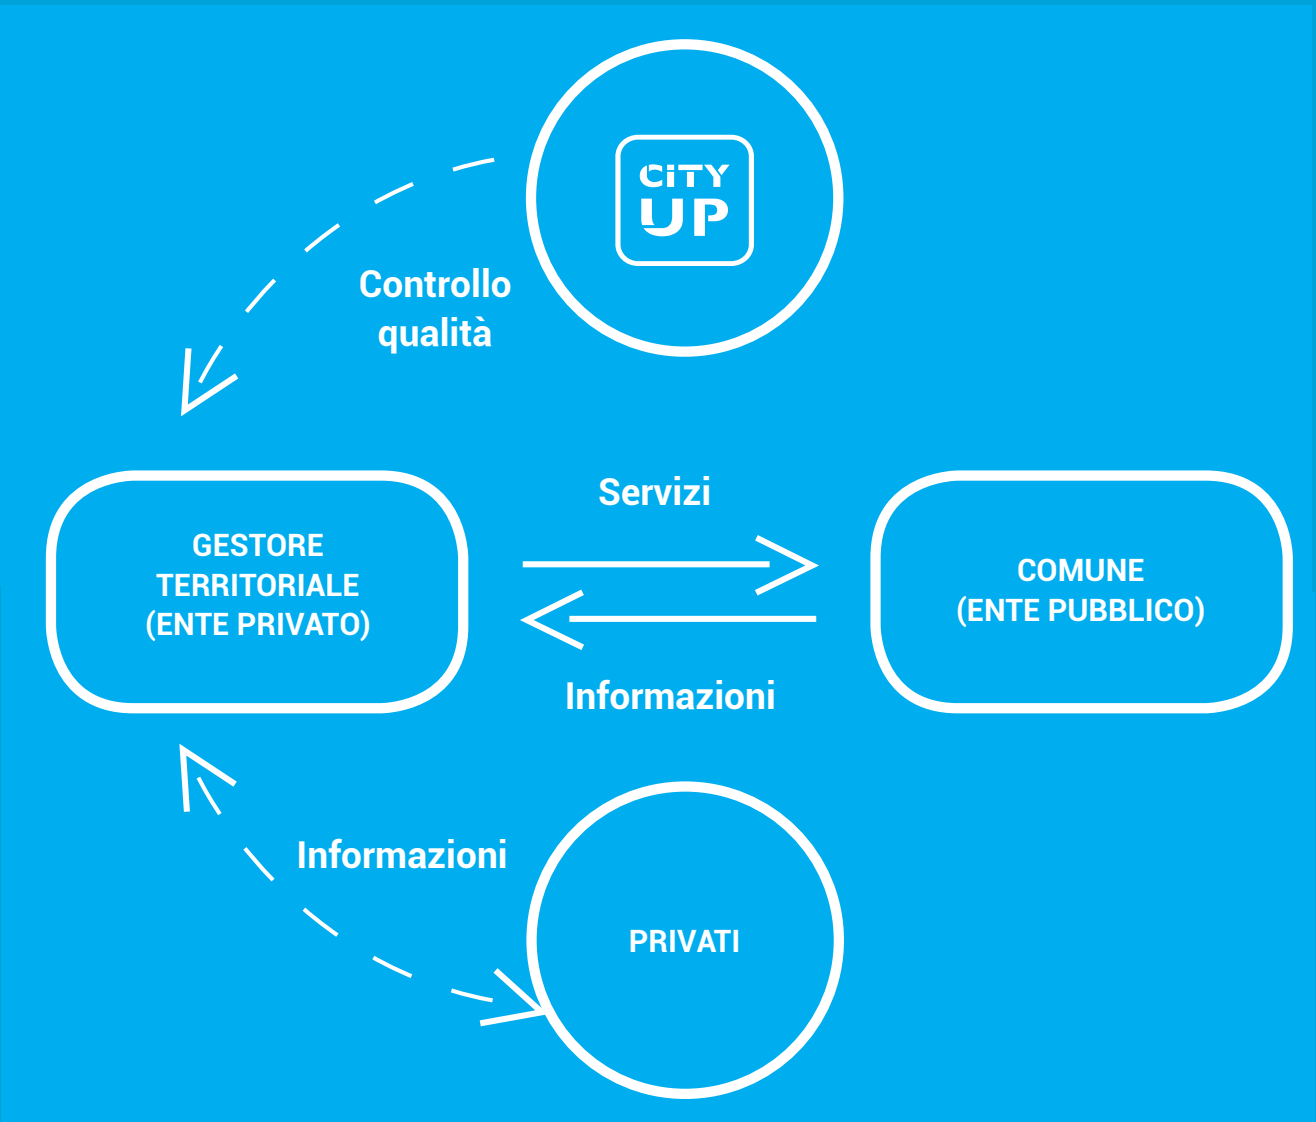 CiTY
UP
Controllo
qualità
Servizi
GESTORE
TERRITORIALE
(ENTE PRIVATO)
COMUNE
(ENTE PUBBLICO)
Informazioni
Informazioni
PRIVATI